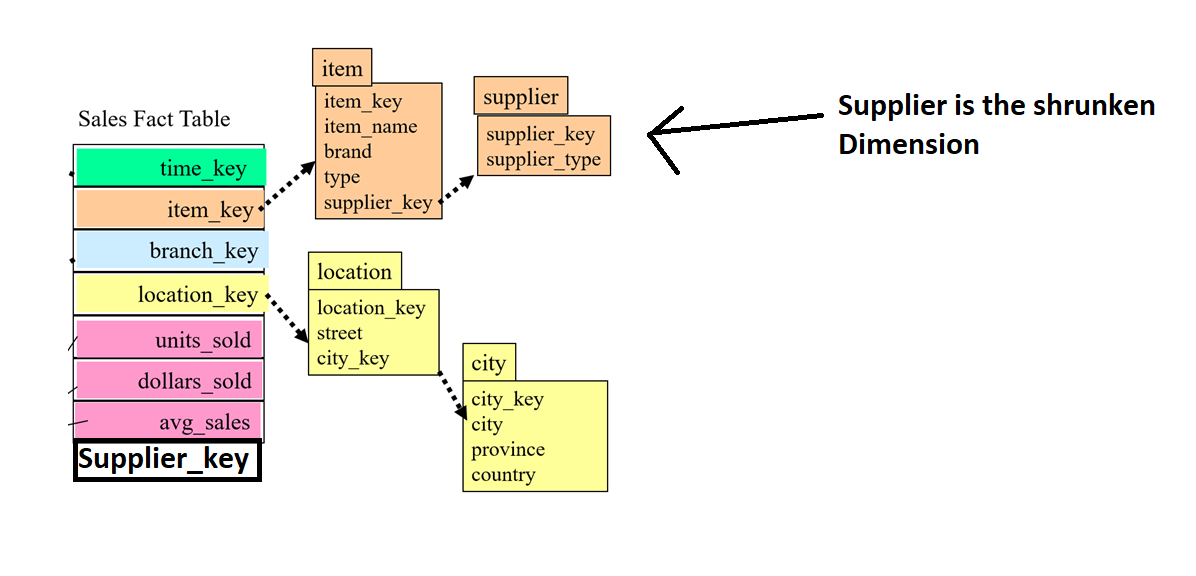 Sales Fact Table
time_key
item_key
branch_key
location_key
units_sold
dollars_sold
avg_sales
Supplier_key
item
item_key
item_name
brand
type
supplier_key
supplier
supplier_key
supplier_type
location
location_key
street
city_key
city
city_key
city
province
country
Supplier is the shrunken
Dimension